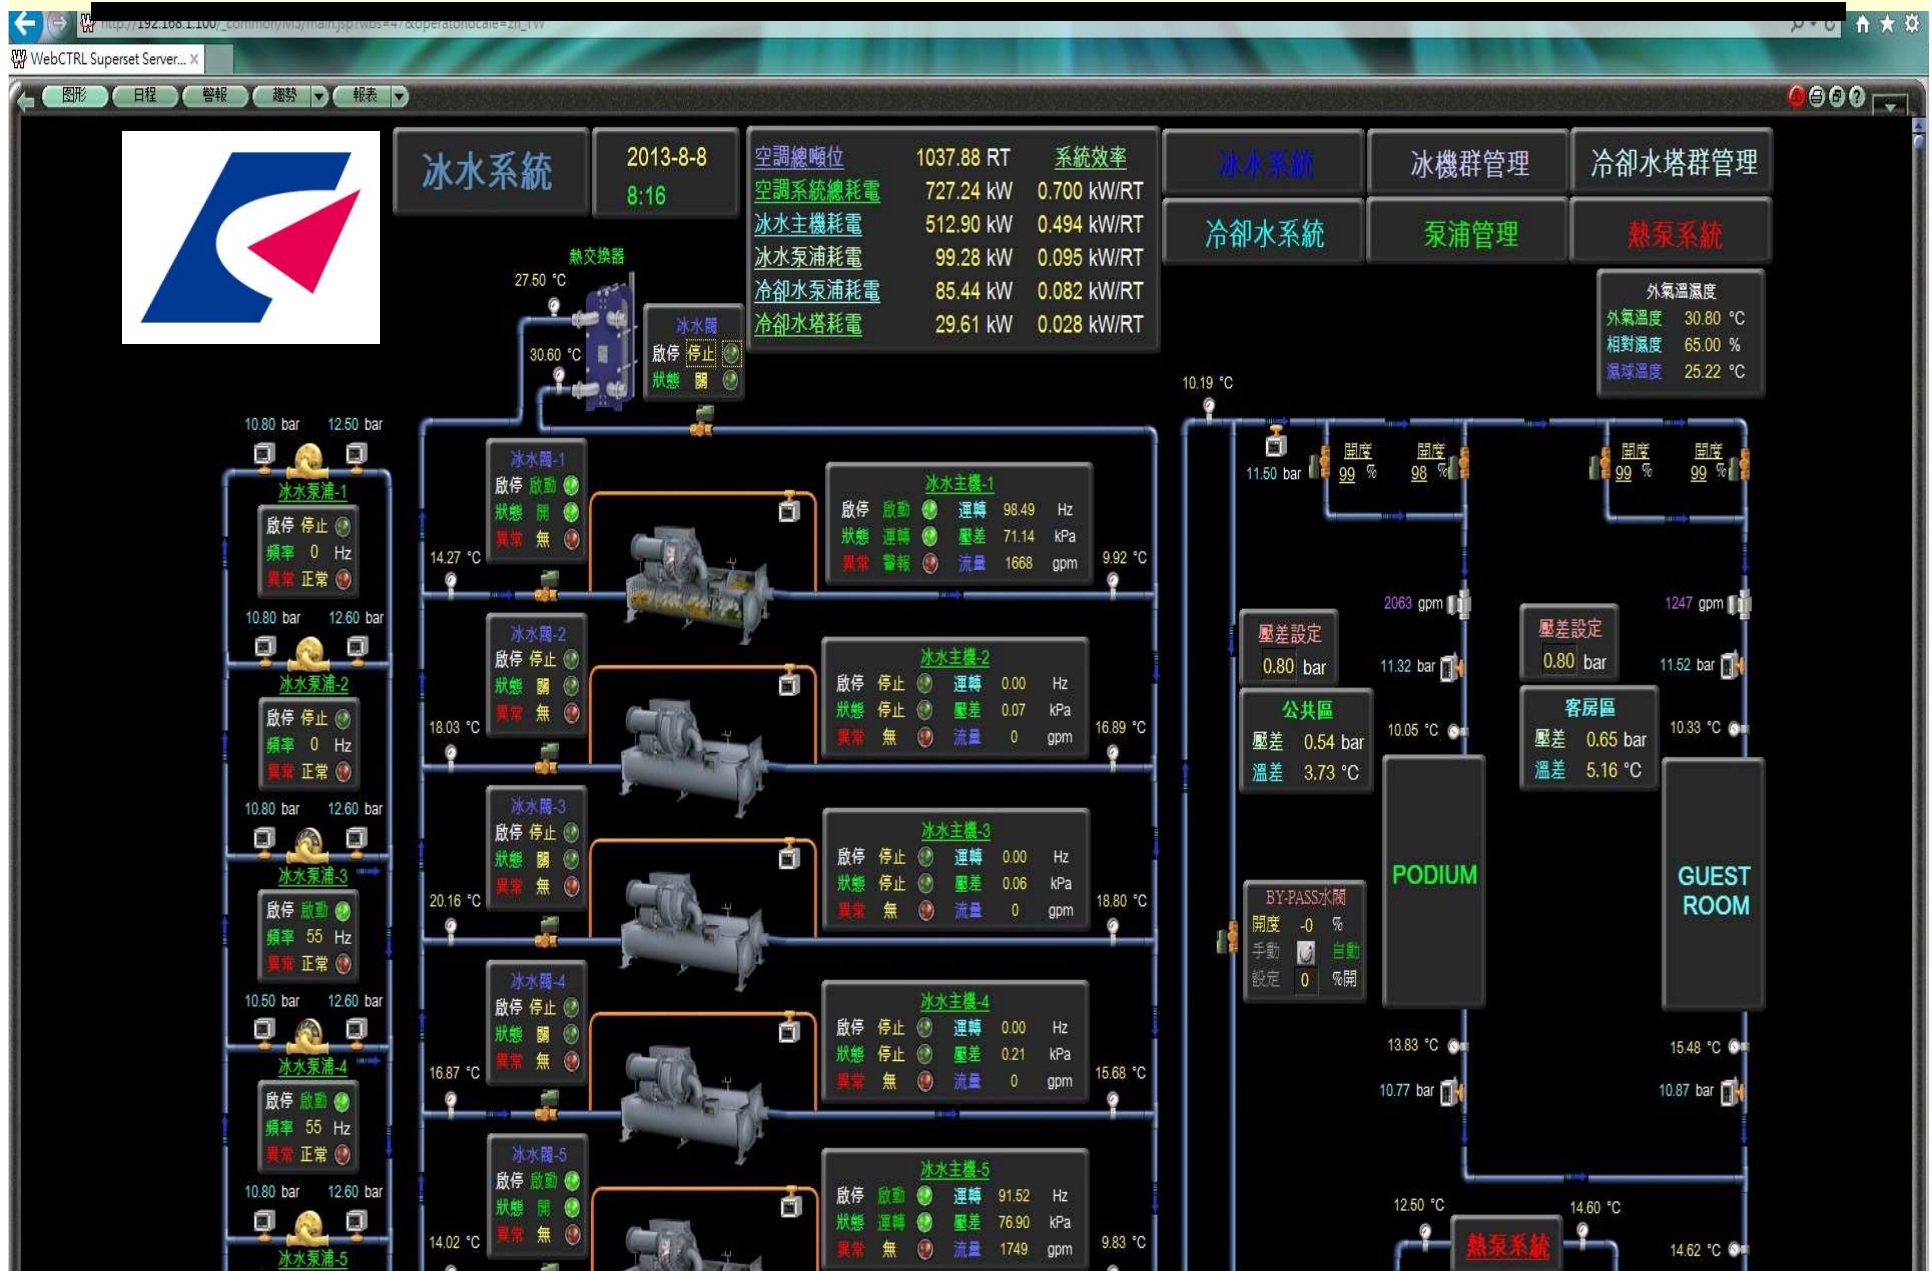 WebCTRL Superset Server...
图形 日程 警報 趨勢 報表
冰水系統
2013-8-8
8:16
空調總噸位 1037.88 RT 系統效率
空調系統總耗電 727.24 kW 0.700 kW/RT
冰水主機耗電 512.90 kW 0.494 kW/RT
冰水泵浦耗電 99.28 kW 0.095 kW/RT
冷卻水泵浦耗電 85.44 kW 0.082 kW/RT
冷卻水塔耗電 29.61 kW 0.028 kW/RT
冰水系統 冰機群管理 冷卻水塔群管理
冷卻水系統 泵浦管理 熱泵系統
外氣溫濕度
外氣溫度 30.80 °C
相對濕度 65.00 %
濕球溫度 25.22 °C
熱交換器
27.50 °C
30.60 °C
冰水閥
啟停 停止
狀態 關
10.80 bar 12.50 bar
冰水泵浦-1
啟停 停止
頻率 0 Hz
異常 正常
10.80 bar 12.60 bar
冰水泵浦-2
啟停 停止
頻率 0 Hz
異常 正常
10.80 bar 12.60 bar
冰水泵浦-3
啟停 啟動
頻率 55 Hz
異常 正常
10.50 bar 12.60 bar
冰水泵浦-4
啟停 啟動
頻率 55 Hz
異常 正常
10.80 bar 12.60 bar
冰水泵浦-5
冰水閥-1
啟停 啟動
狀態 開
異常 無
14.27 °C
冰水主機-1
啟停 啟動 運轉 98.49 Hz
狀態 運轉 壓差 71.14 kPa
異常 警報 流量 1668 gpm
9.92 °C
冰水閥-2
啟停 停止
狀態 關
異常 無
18.03 °C
冰水主機-2
啟停 停止 運轉 0.00 Hz
狀態 停止 壓差 0.07 kPa
異常 無 流量 0 gpm
16.89 °C
冰水閥-3
啟停 停止
狀態 關
異常 無
20.16 °C
冰水主機-3
啟停 停止 運轉 0.00 Hz
狀態 停止 壓差 0.06 kPa
異常 無 流量 0 gpm
18.80 °C
冰水閥-4
啟停 停止
狀態 關
異常 無
16.87 °C
冰水主機-4
啟停 停止 運轉 0.00 Hz
狀態 停止 壓差 0.21 kPa
異常 無 流量 0 gpm
15.68 °C
冰水閥-5
啟停 啟動
狀態 開
異常 無
14.02 °C
冰水主機-5
啟停 啟動 運轉 91.52 Hz
狀態 運轉 壓差 76.90 kPa
異常 無 流量 1749 gpm
9.83 °C
10.19 °C
11.50 bar
開度 開度 開度 開度
99 % 98 % 99 % 99 %
2063 gpm
1247 gpm
壓差設定
0.80 bar
壓差設定
0.80 bar
11.32 bar
11.52 bar
公共區
壓差 0.54 bar
溫差 3.73 °C
10.05 °C
客房區
壓差 0.65 bar
溫差 5.16 °C
10.33 °C
PODIUM
GUEST
ROOM
BY-PASS水閥
開度 -0 %
手動 自動
設定 0 %開
13.83 °C
15.48 °C
10.77 bar
10.87 bar
12.50 °C
14.60 °C
熱泵系統
14.62 °C